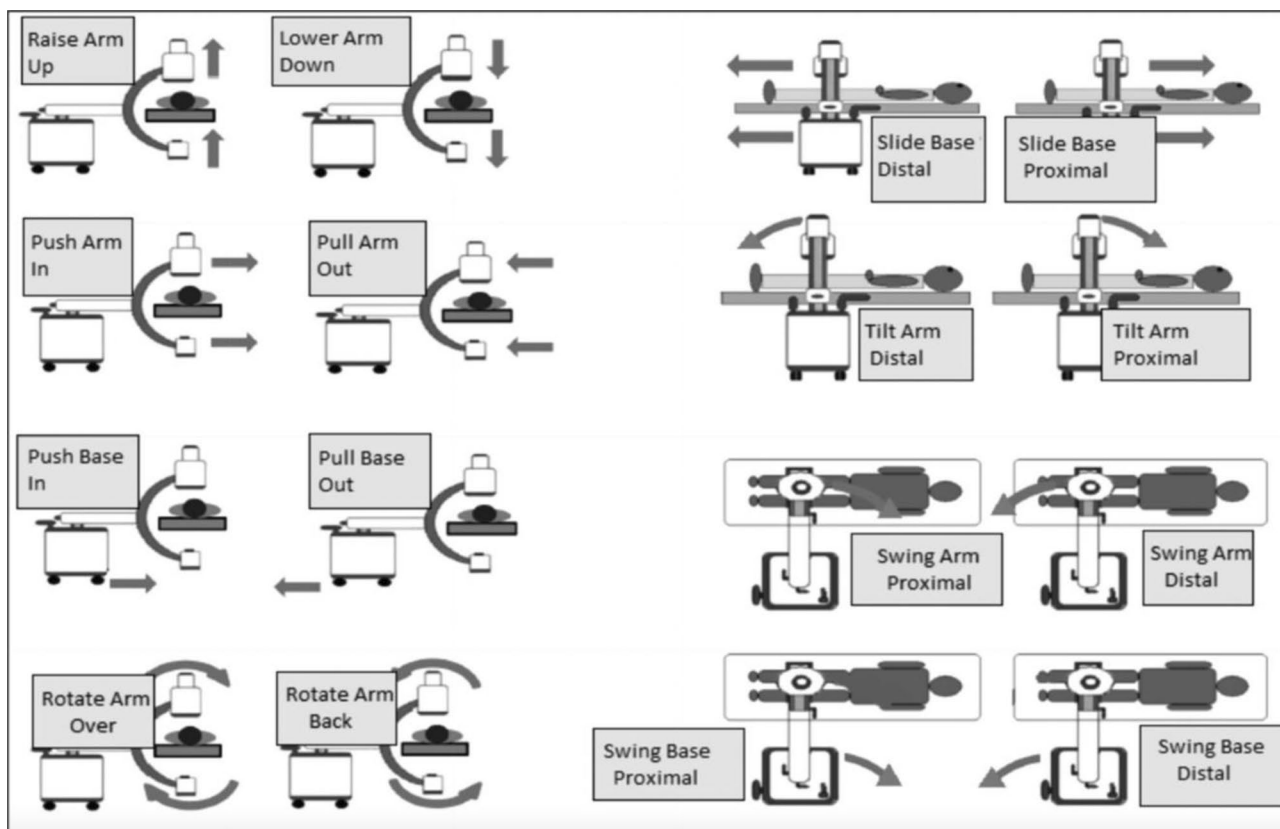 Raise Arm
Up
Lower Arm
Down
Slide Base
Distal
Slide Base
Proximal
Push Arm
In
Pull Arm
Out
Tilt Arm
Distal
Tilt Arm
Proximal
Push Base
In
Pull Base
Out
Swing Arm
Proximal
Swing Arm
Distal
Rotate Arm
Over
Rotate Arm
Back
Swing Base
Proximal
Swing Base
Distal